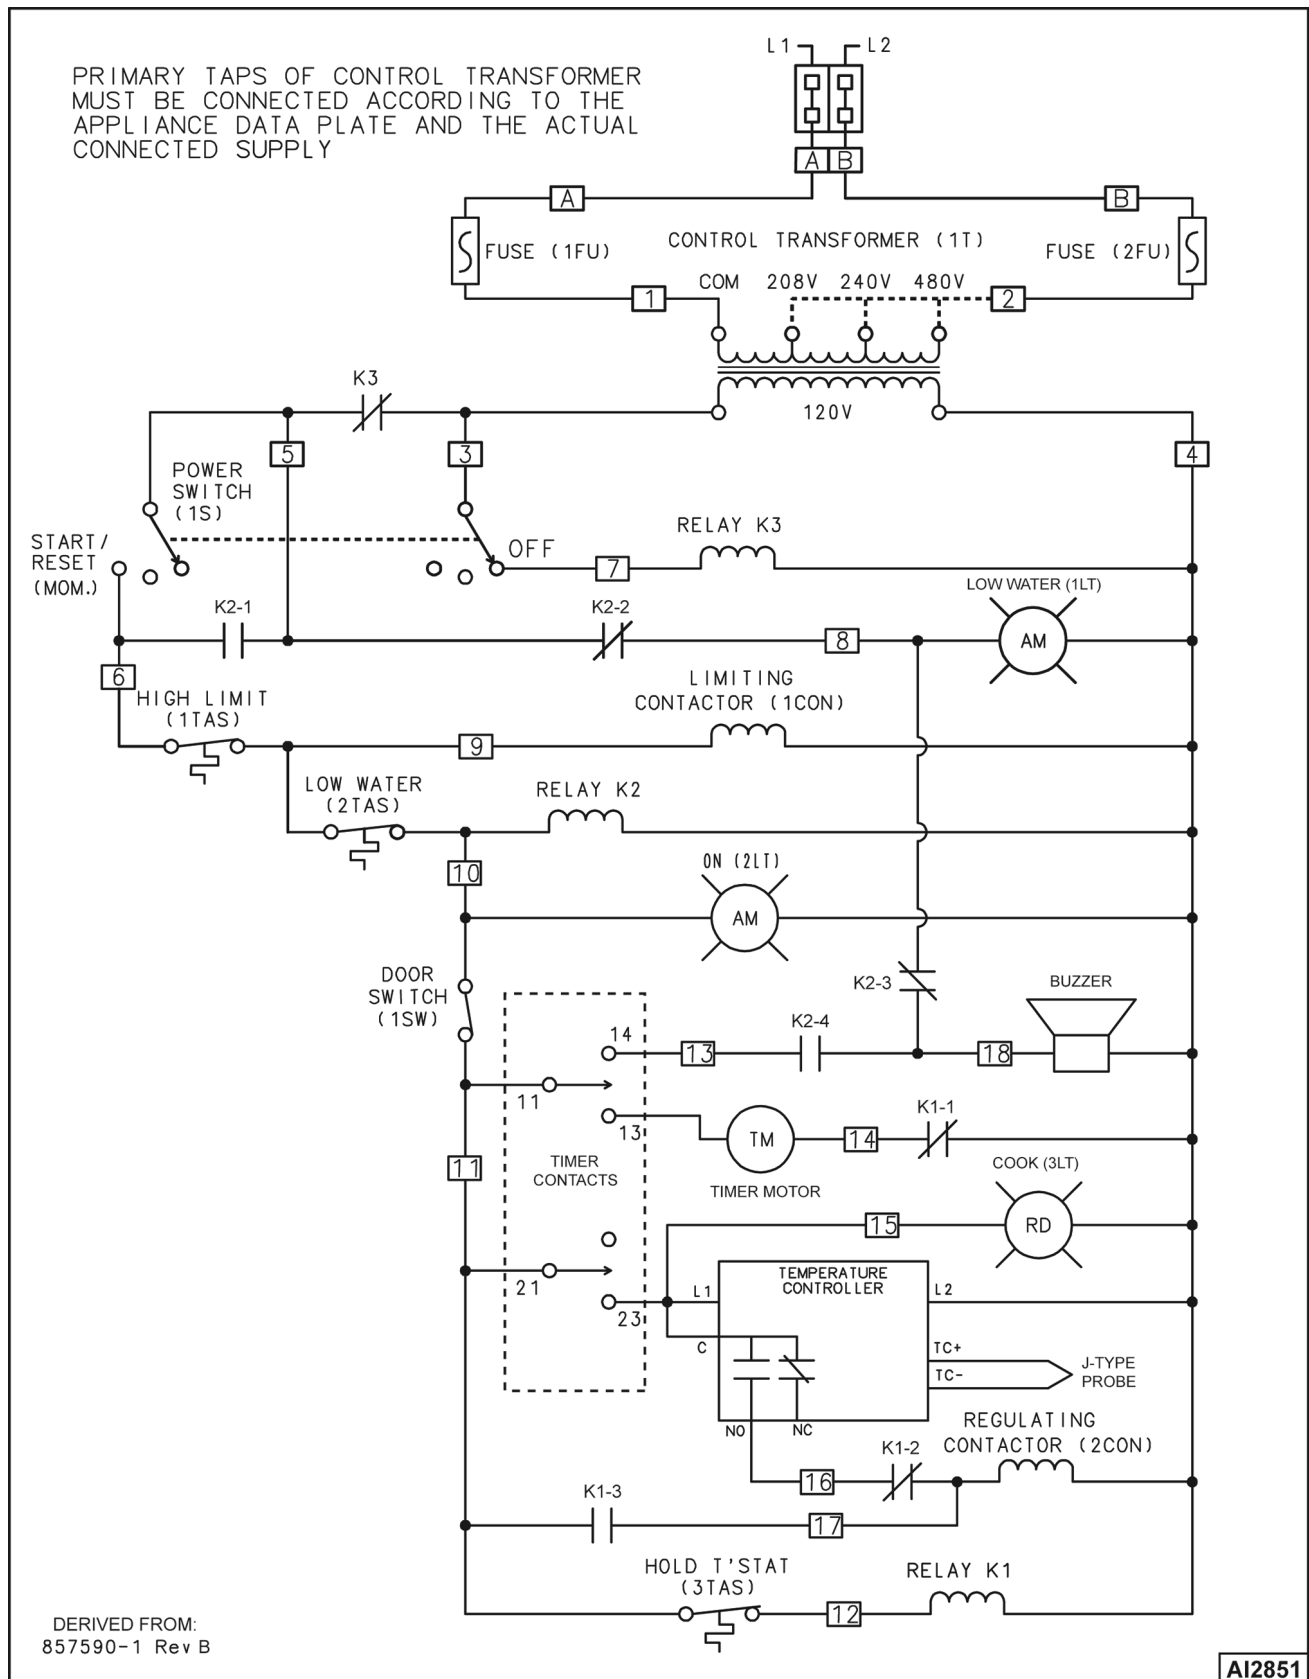 L1
L2
PRIMARY TAPS OF CONTROL TRANSFORMER
MUST BE CONNECTED ACCORDING TO THE
APPLIANCE DATA PLATE AND THE ACTUAL
CONNECTED SUPPLY
A B
A
B
FUSE (1FU)
CONTROL TRANSFORMER (1T)
FUSE (2FU)
COM
208V
240V
480V
1
2
K3
120V
5
3
4
POWER
SWITCH
(1S)
START/
RESET
(MOM.)
OFF
7
RELAY K3
LOW WATER (1LT)
K2-1
K2-2
8
AM
6
HIGH LIMIT
(1TAS)
LIMITING
CONTACTOR (1CON)
9
LOW WATER
(2TAS)
RELAY K2
10
ON (2LT)
AM
DOOR
SWITCH
(1SW)
K2-3
BUZZER
14
13
K2-4
18
11
13
TM
14
K1-1
TIMER
CONTACTS
TIMER MOTOR
11
COOK (3LT)
15
RD
21
23
L1
TEMPERATURE
CONTROLLER
L2
C
TC+
TC-
J-TYPE
PROBE
NO
NC
REGULATING
CONTACTOR (2CON)
16
K1-2
K1-3
17
HOLD T'STAT
(3TAS)
12
RELAY K1
DERIVED FROM:
857590-1 Rev B
AI2851